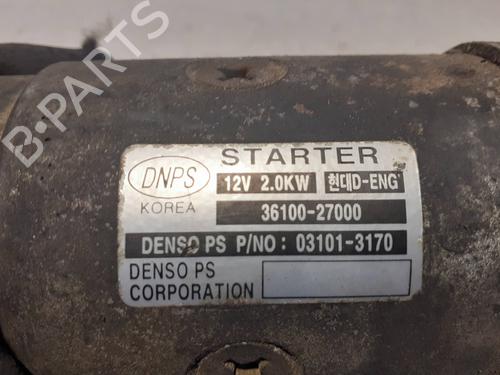 B-PARTS
STARTER
DNPS
12V 2.0KW 현대D-ENG'
KOREA
36100-27000
DENSO PS P/NO : 03101-3170
DENSO PS
CORPORATION